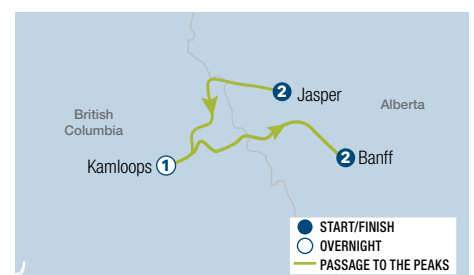 2 Jasper
British
Columbia
Alberta
Kamloops 1
2 Banff
START/FINISH
OVERNIGHT
PASSAGE TO THE PEAKS